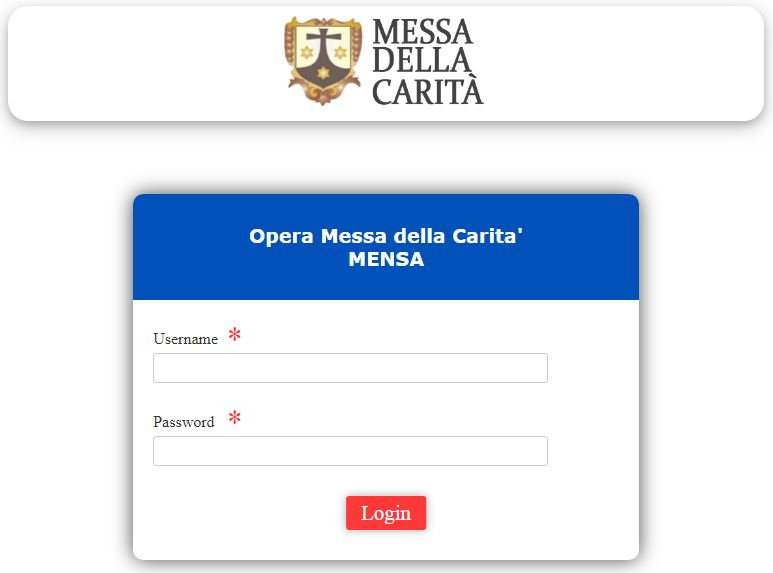 MESSA
DELLA
CARITÀ
Opera Messa della Carita'
MENSA
Username *
Password *
Login